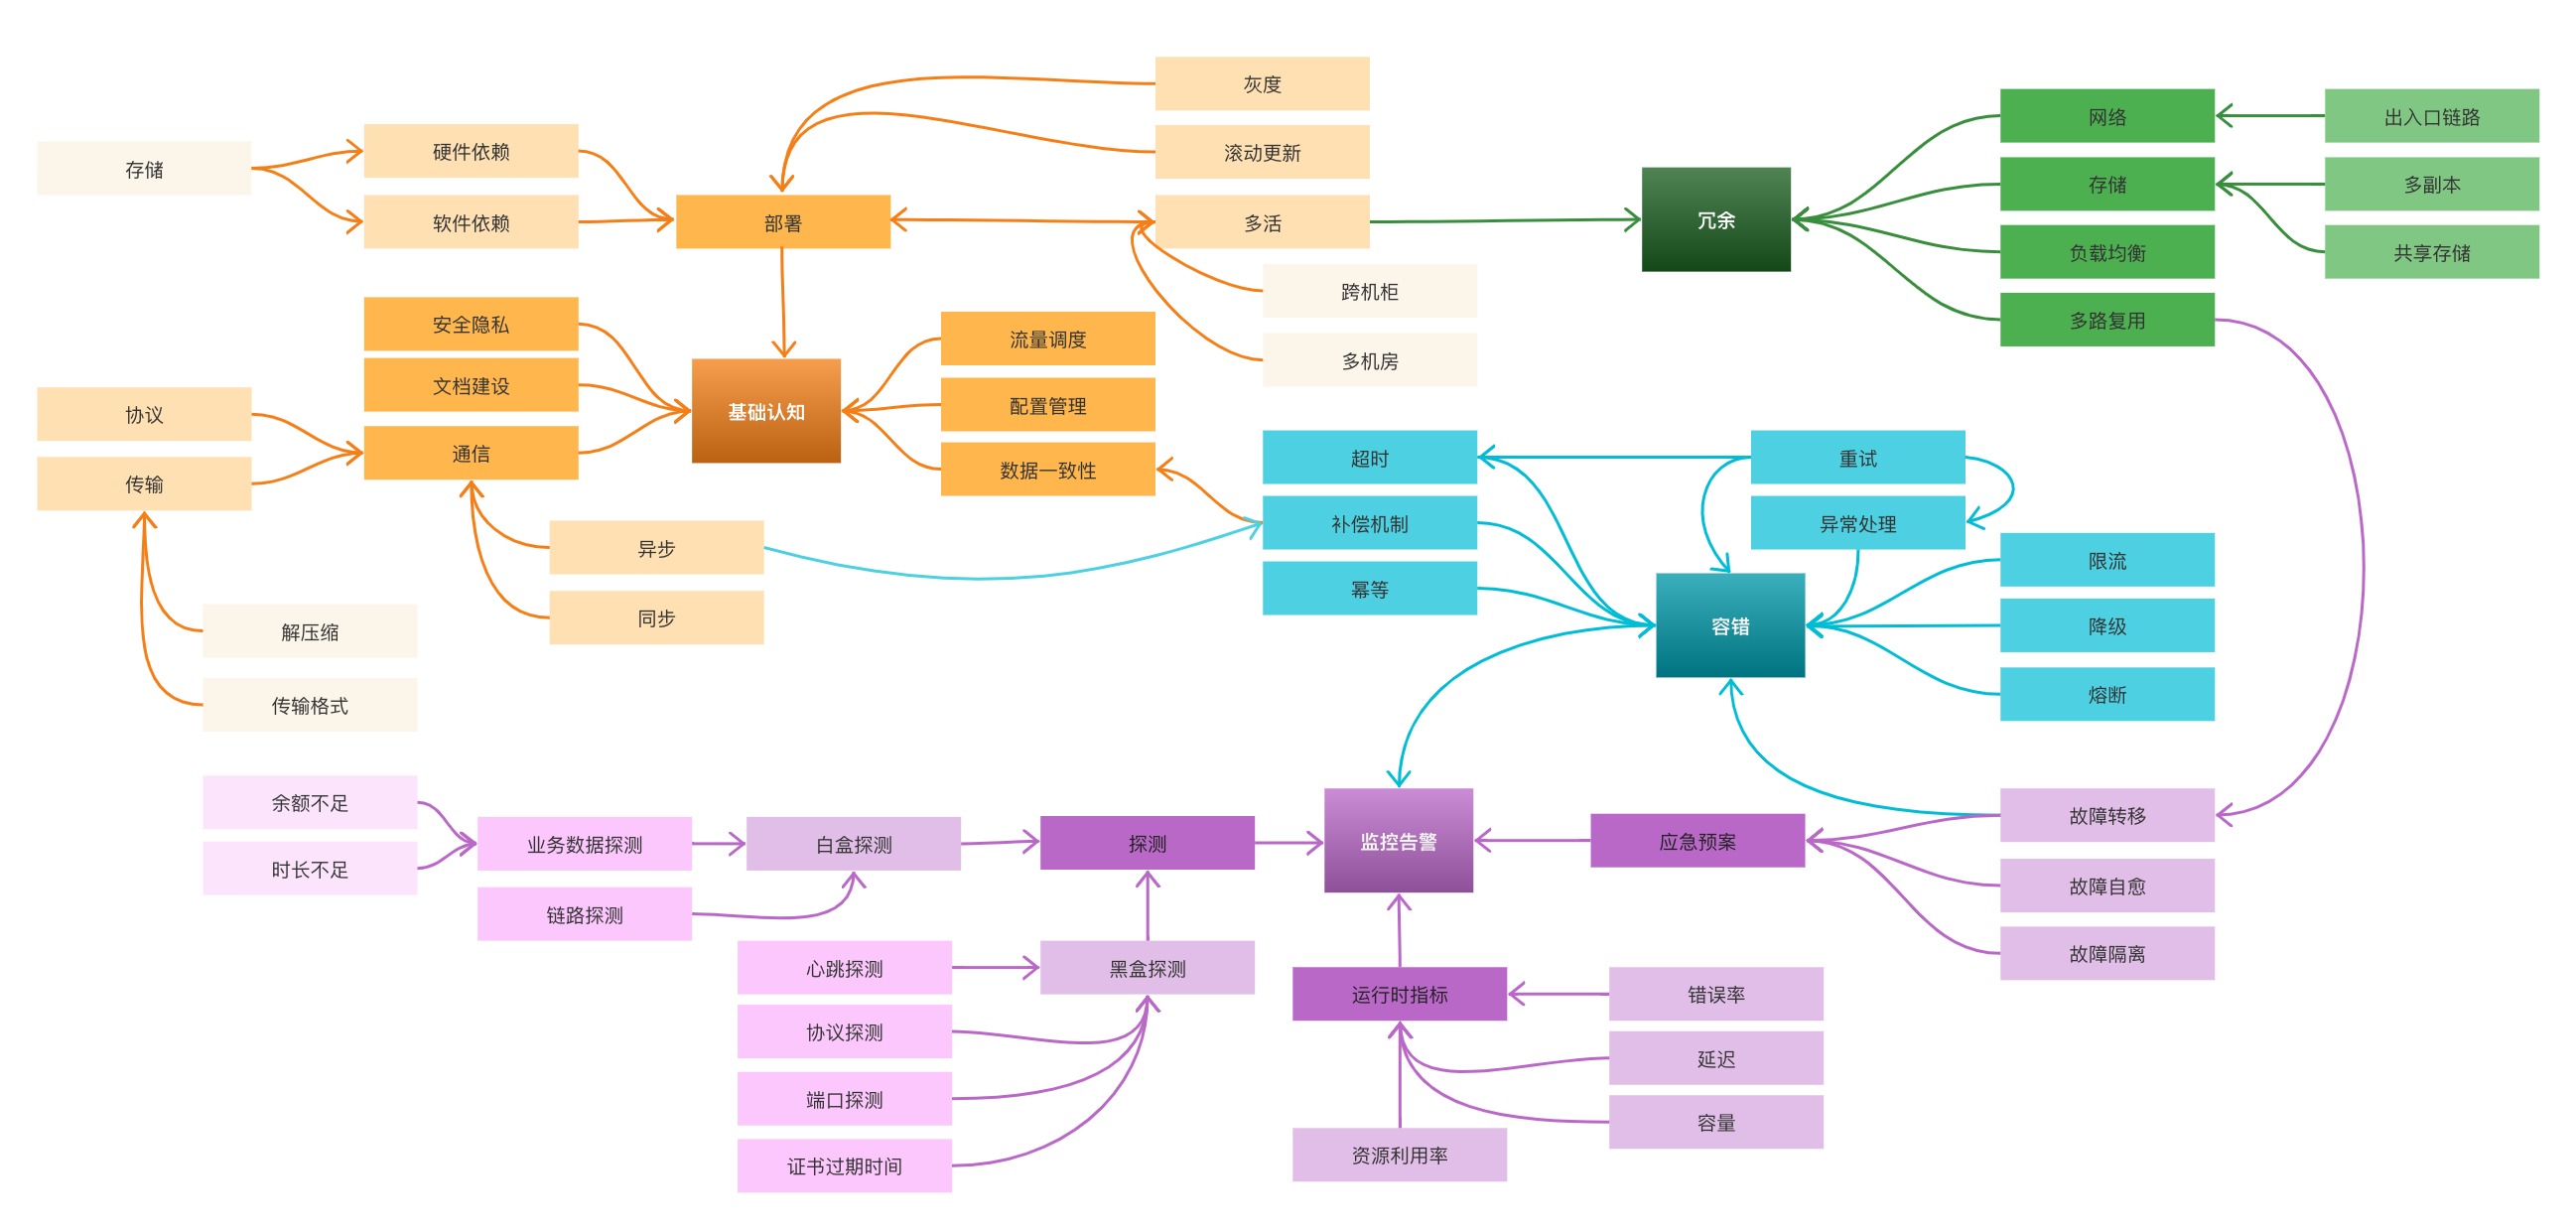 灰度
出入口链路
网络
硬件依赖
滚动更新
存储
存储
多副本
软件依赖
部署
多活
冗余
负载均衡
共享存储
跨机柜
多路复用
安全隐私
流量调度
多机房
文档建设
基础认知
配置管理
协议
通信
数据一致性
超时
重试
传输
补偿机制
异常处理
异步
限流
幂等
同步
容错
降级
解压缩
熔断
传输格式
余额不足
故障转移
业务数据探测
白盒探测
探测
监控告警
应急预案
时长不足
故障自愈
链路探测
故障隔离
心跳探测
黑盒探测
运行时指标
错误率
协议探测
延迟
端口探测
容量
资源利用率
证书过期时间